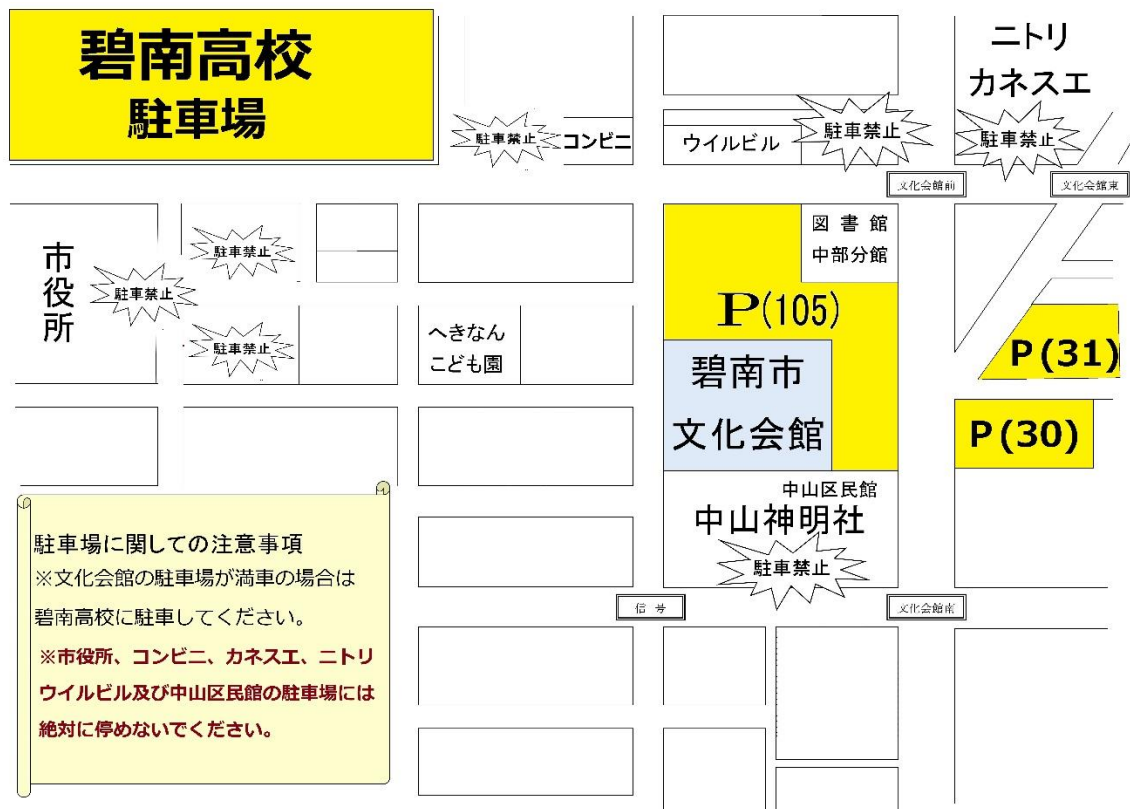 碧南高校
駐車場
駐車禁止
コンビニ
ウイルビル
駐車禁止
ニトリ
カネスエ
駐車禁止
文化会館前
文化会館東
市役所
駐車禁止
駐車禁止
駐車禁止
へきなん
こども園
図書館
中部分館
P(105)
碧南市
文化会館
P(31)
P(30)
中山区民館
中山神明社
駐車禁止
信号
文化会館南
駐車場に関しての注意事項
※文化会館の駐車場が満車の場合は
碧南高校に駐車してください。
※市役所、コンビニ、カネスエ、ニトリ
ウイルビル及び中山区民館の駐車場には
絶対に停めないでください。